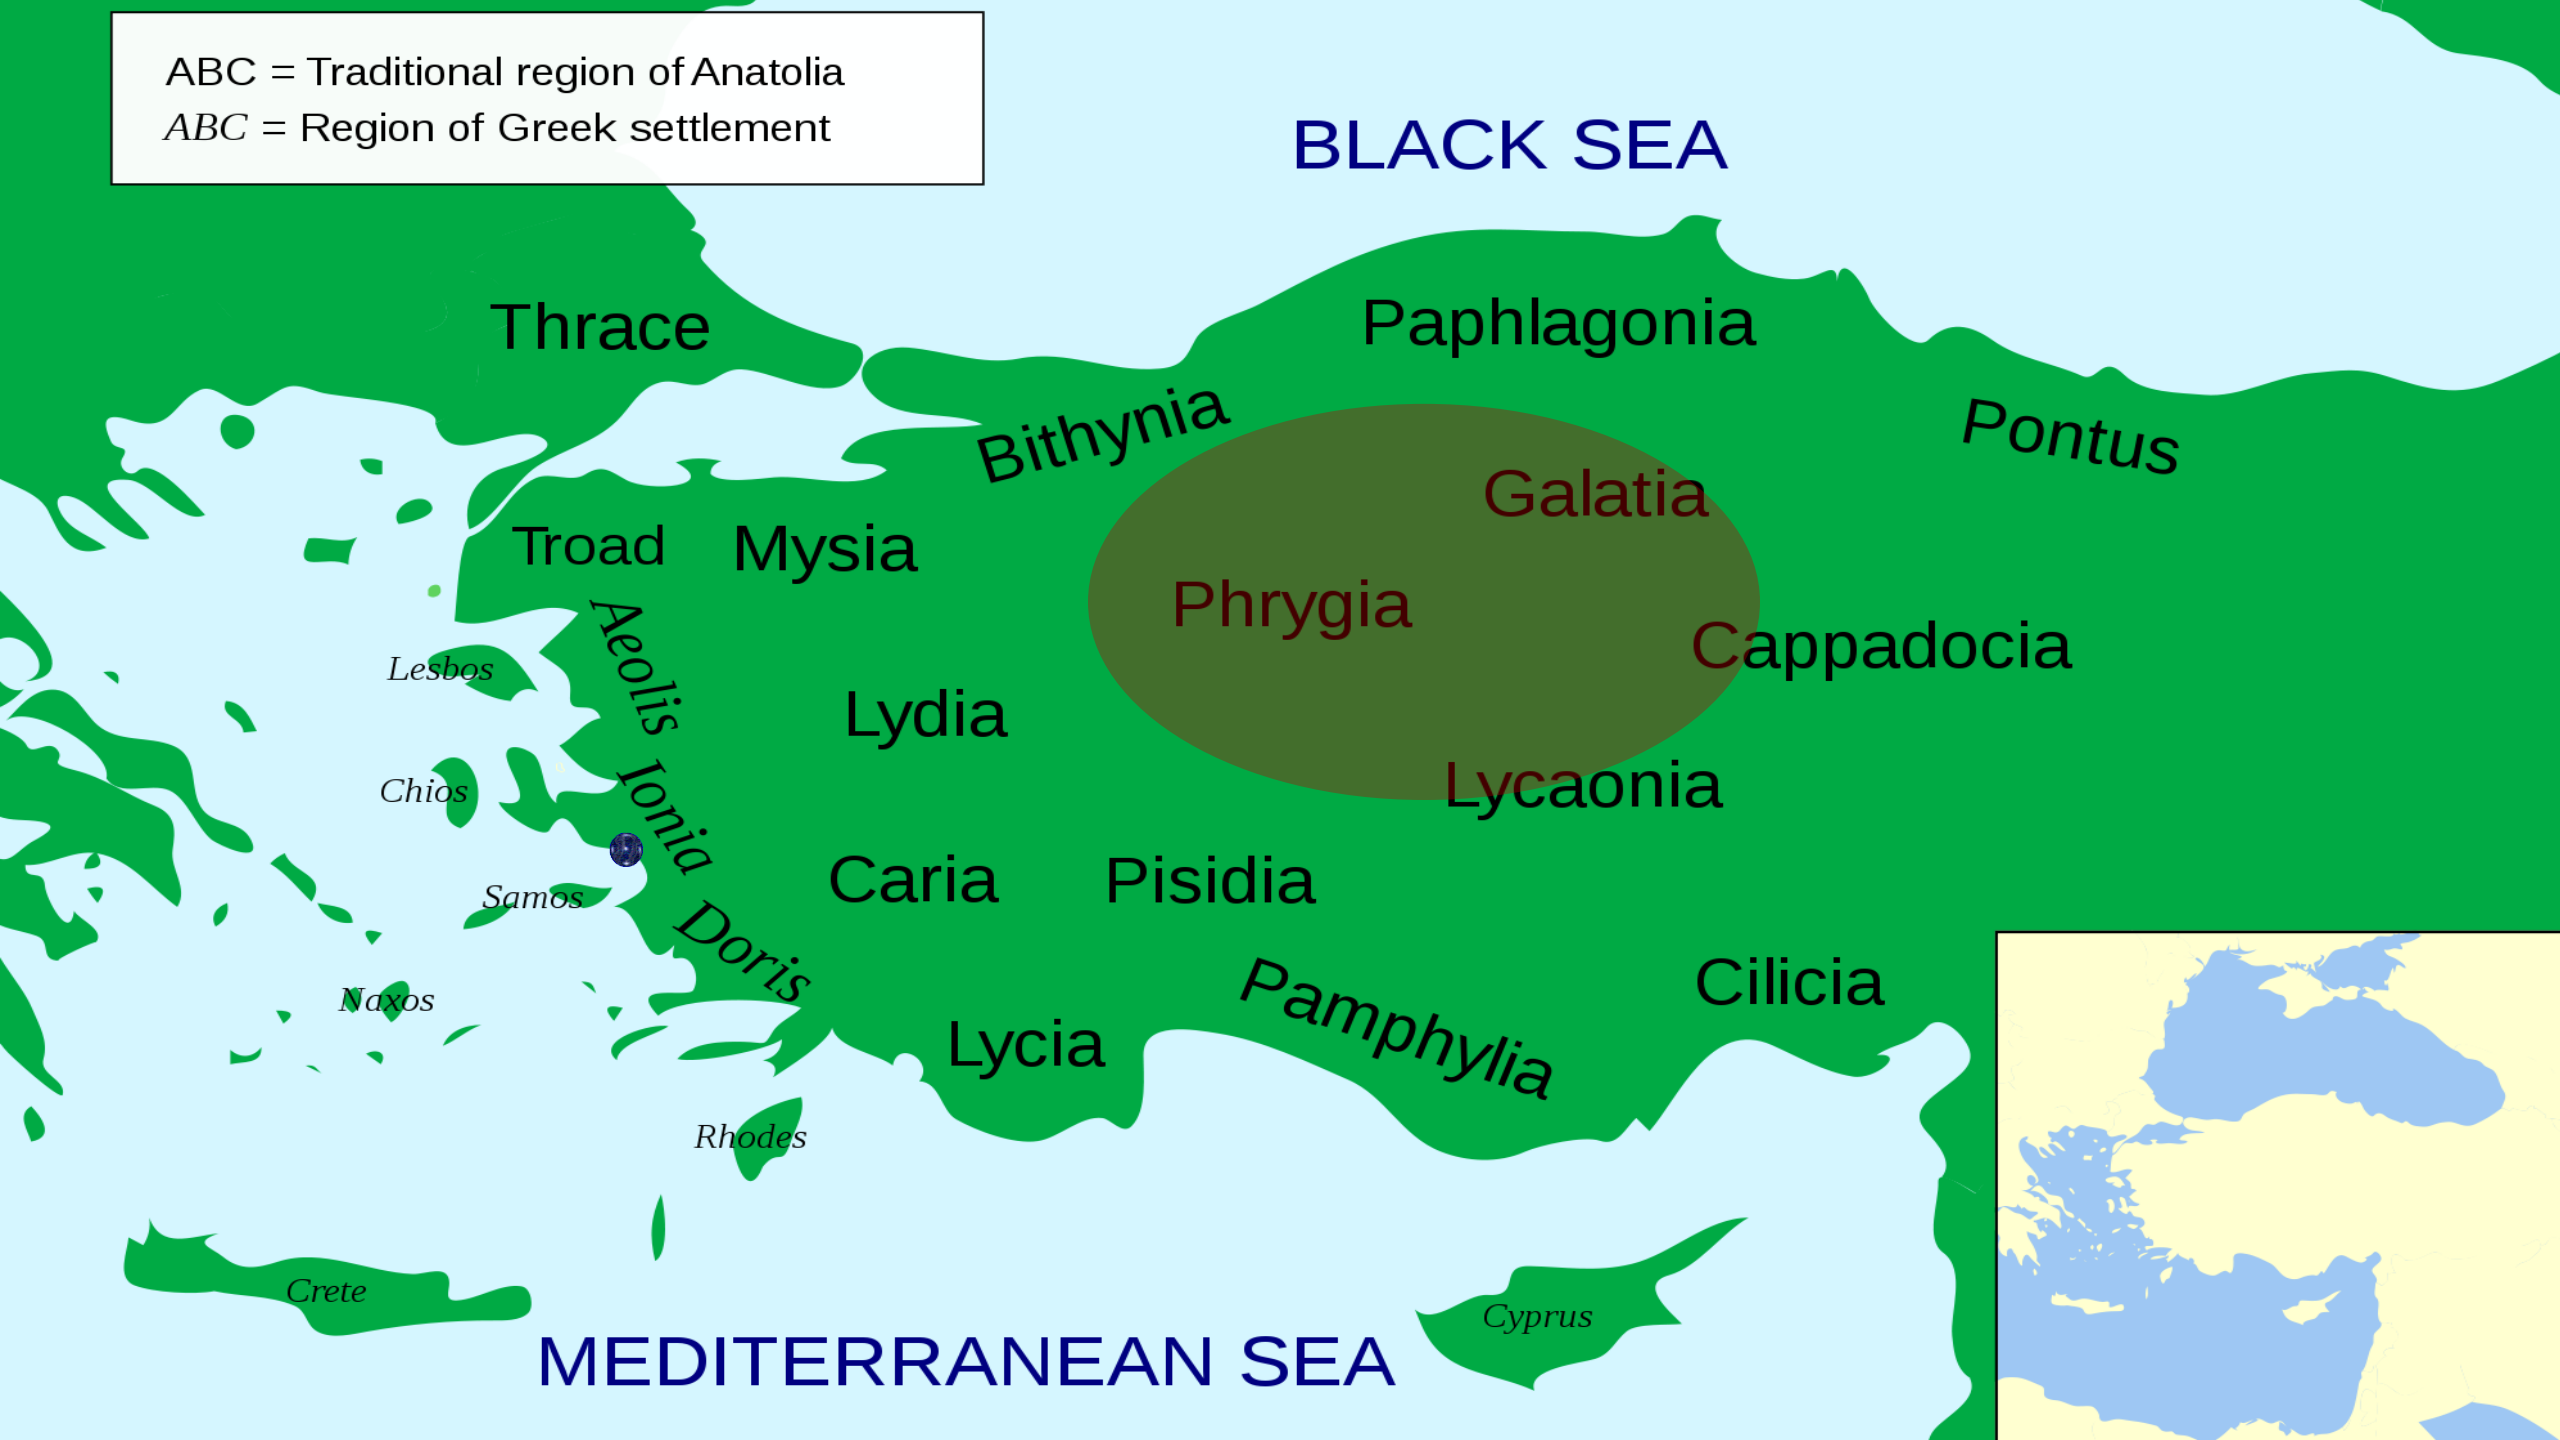 ABC = Traditional region of Anatolia
ABC = Region of Greek settlement
BLACK SEA
Thrace
Paphlagonia
Bithynia
Pontus
Galatia
Troad
Mysia
Phrygia
Aeolis
Cappadocia
Lesbos
Lydia
Ionia
Chios
Lycaonia
Caria
Pisidia
Samos
Doris
Naxos
Cilicia
Pamphylia
Lycia
Rhodes
Crete
Cyprus
MEDITERRANEAN SEA